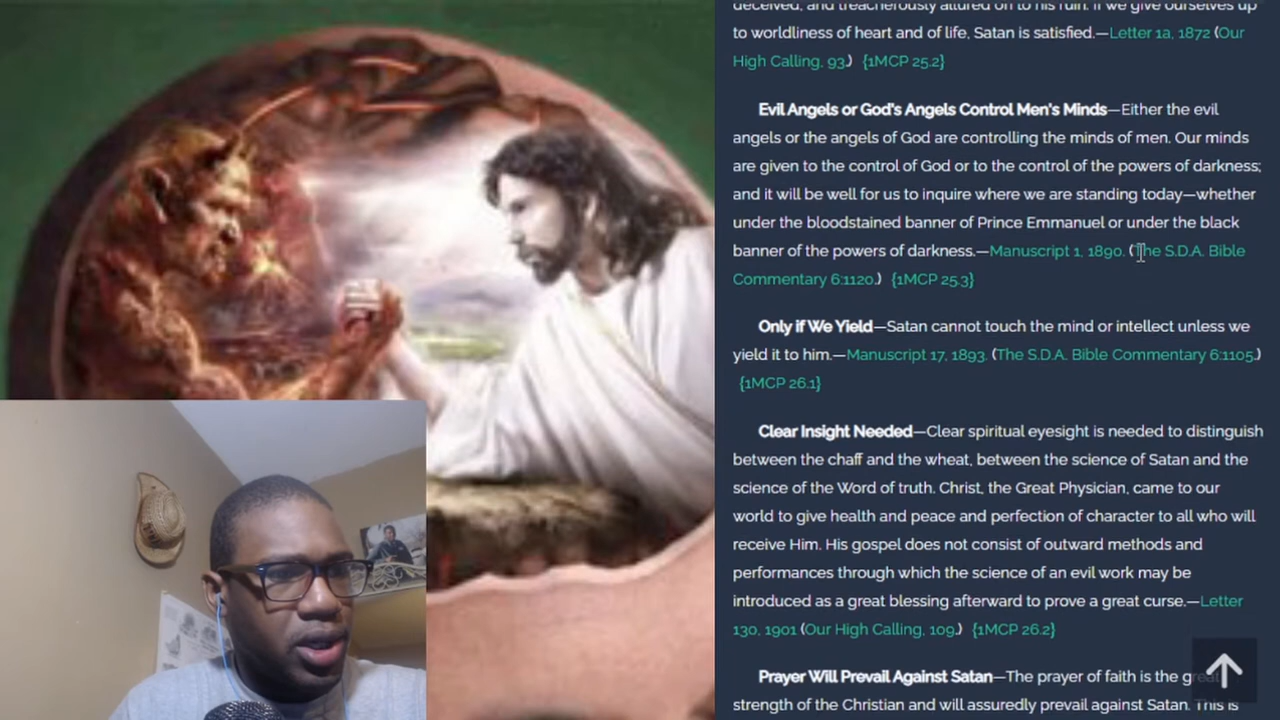 deceived, and treacherously allured on to his ruin. If we give ourselves up
to worldliness of heart and of life, Satan is satisfied.—Letter 1a, 1872 (Our
High Calling, 93.) {1MCP 25.2}
Evil Angels or God's Angels Control Men's Minds—Either the evil
angels or the angels of God are controlling the minds of men. Our minds
are given to the control of God or to the control of the powers of darkness;
and it will be well for us to inquire where we are standing today—whether
under the bloodstained banner of Prince Emmanuel or under the black
banner of the powers of darkness.—Manuscript 1, 1890. (The S.D.A. Bible
Commentary 6:1120.) {1MCP 25.3}
Only if We Yield—Satan cannot touch the mind or intellect unless we
yield it to him.—Manuscript 17, 1893. (The S.D.A. Bible Commentary 6:1105.)
{1MCP 26.1}
Clear Insight Needed—Clear spiritual eyesight is needed to distinguish
between the chaff and the wheat, between the science of Satan and the
science of the Word of truth. Christ, the Great Physician, came to our
world to give health and peace and perfection of character to all who will
receive Him. His gospel does not consist of outward methods and
performances through which the science of an evil work may be
introduced as a great blessing afterward to prove a great curse.—Letter
130, 1901 (Our High Calling, 109.) {1MCP 26.2}
Prayer Will Prevail Against Satan—The prayer of faith is the great
strength of the Christian and will assuredly prevail against Satan. This is